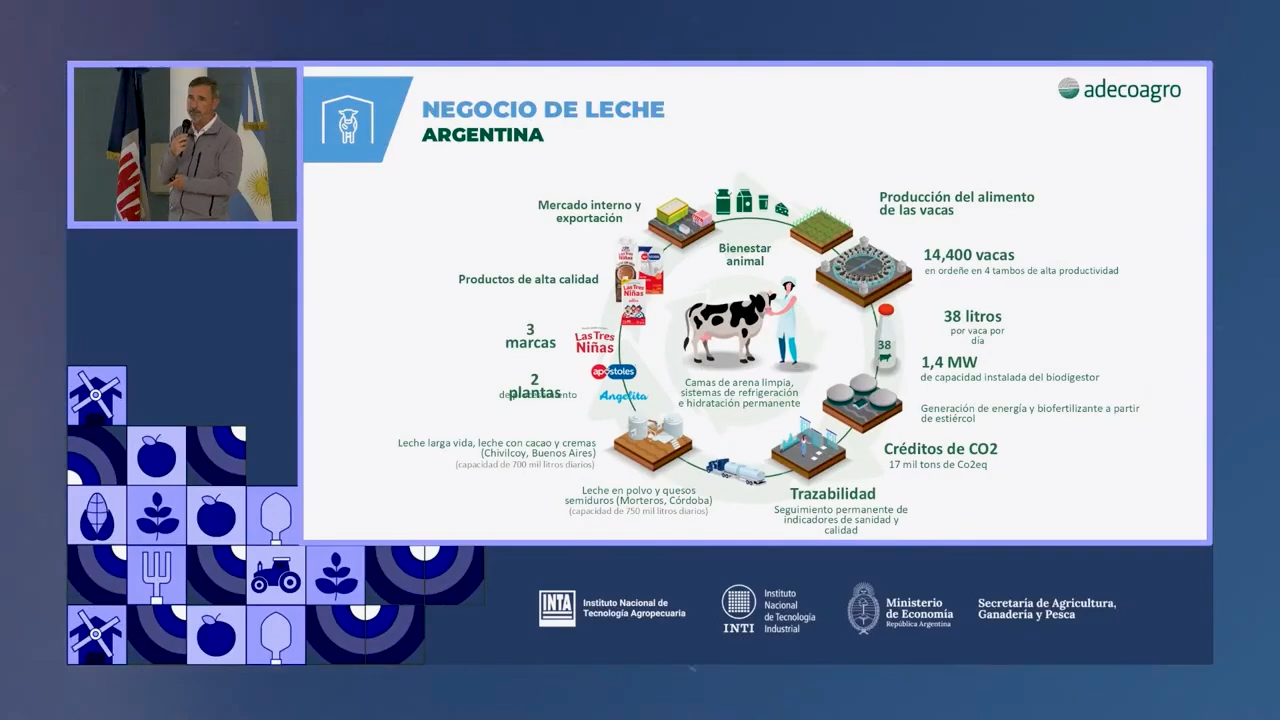 adecoagro
NEGOCIO DE LECHE
ARGENTINA
Mercado interno y
exportación
Producción del alimento
de las vacas
Bienestar
animal
14,400 vacas
en ordeñe en 4 tambos de alta productividad
Productos de alta calidad
Las Tres
Niñas
38 litros
por vaca por
día
38
3
marcas
Las Tres
Niñas
1,4 MW
de capacidad instalada del biodigestor
apostoles
2
plantas
Angelita
Camas de arena limpia,
sistemas de refrigeración
e hidratación permanente
Generación de energía y biofertilizante a partir
de estiércol
Leche larga vida, leche con cacao y cremas
(Chivilcoy, Buenos Aires)
(capacidad de 700 mil litros diarios)
Créditos de CO2
17 mil tons de Co2eq
Leche en polvo y quesos
semiduros (Morteros, Córdoba)
(capacidad de 750 mil litros diarios)
Trazabilidad
Seguimiento permanente de
indicadores de sanidad y
calidad
INTA
Instituto Nacional de
Tecnología Agropecuaria
INTI
Instituto
Nacional
de Tecnología
Industrial
Ministerio
de Economía
República Argentina
Secretaría de Agricultura,
Ganadería y Pesca